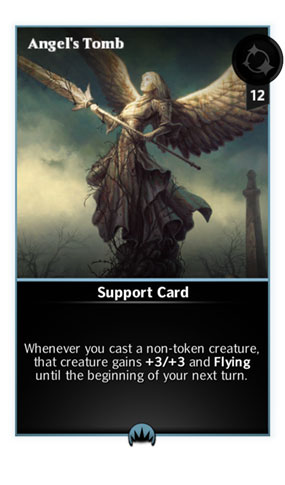 Angel's Tomb
12
Support Card
Whenever you cast a non-token creature,
that creature gains +3/+3 and Flying
until the beginning of your next turn.